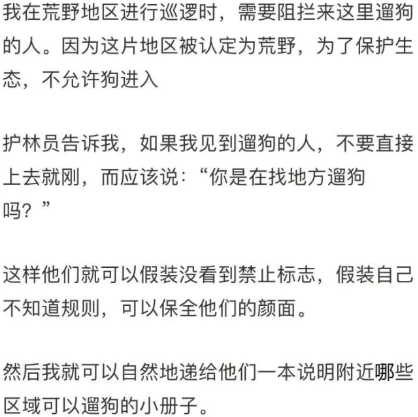 我在荒野地区进行巡逻时，需要阻拦来这里遛狗
的人。因为这片地区被认定为荒野，为了保护生
态，不允许狗进入
护林员告诉我，如果我见到遛狗的人，不要直接
上去就刚，而应该说：“你是在找地方遛狗
吗？”
这样他们就可以假装没看到禁止标志，假装自己
不知道规则，可以保全他们的颜面。
然后我就可以自然地递给他们一本说明附近哪些
区域可以遛狗的小册子。